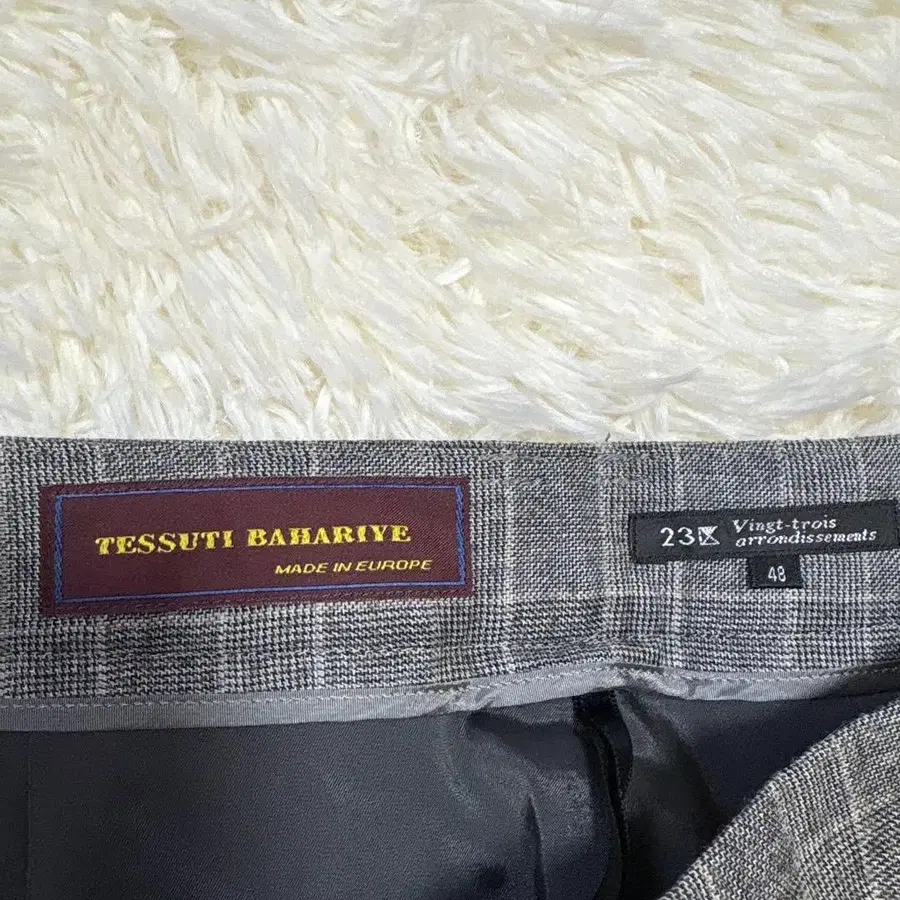 TESSUTI BAHARIYE
MADE IN EUROPE
23区 Vingt-trois
arrondissements
48